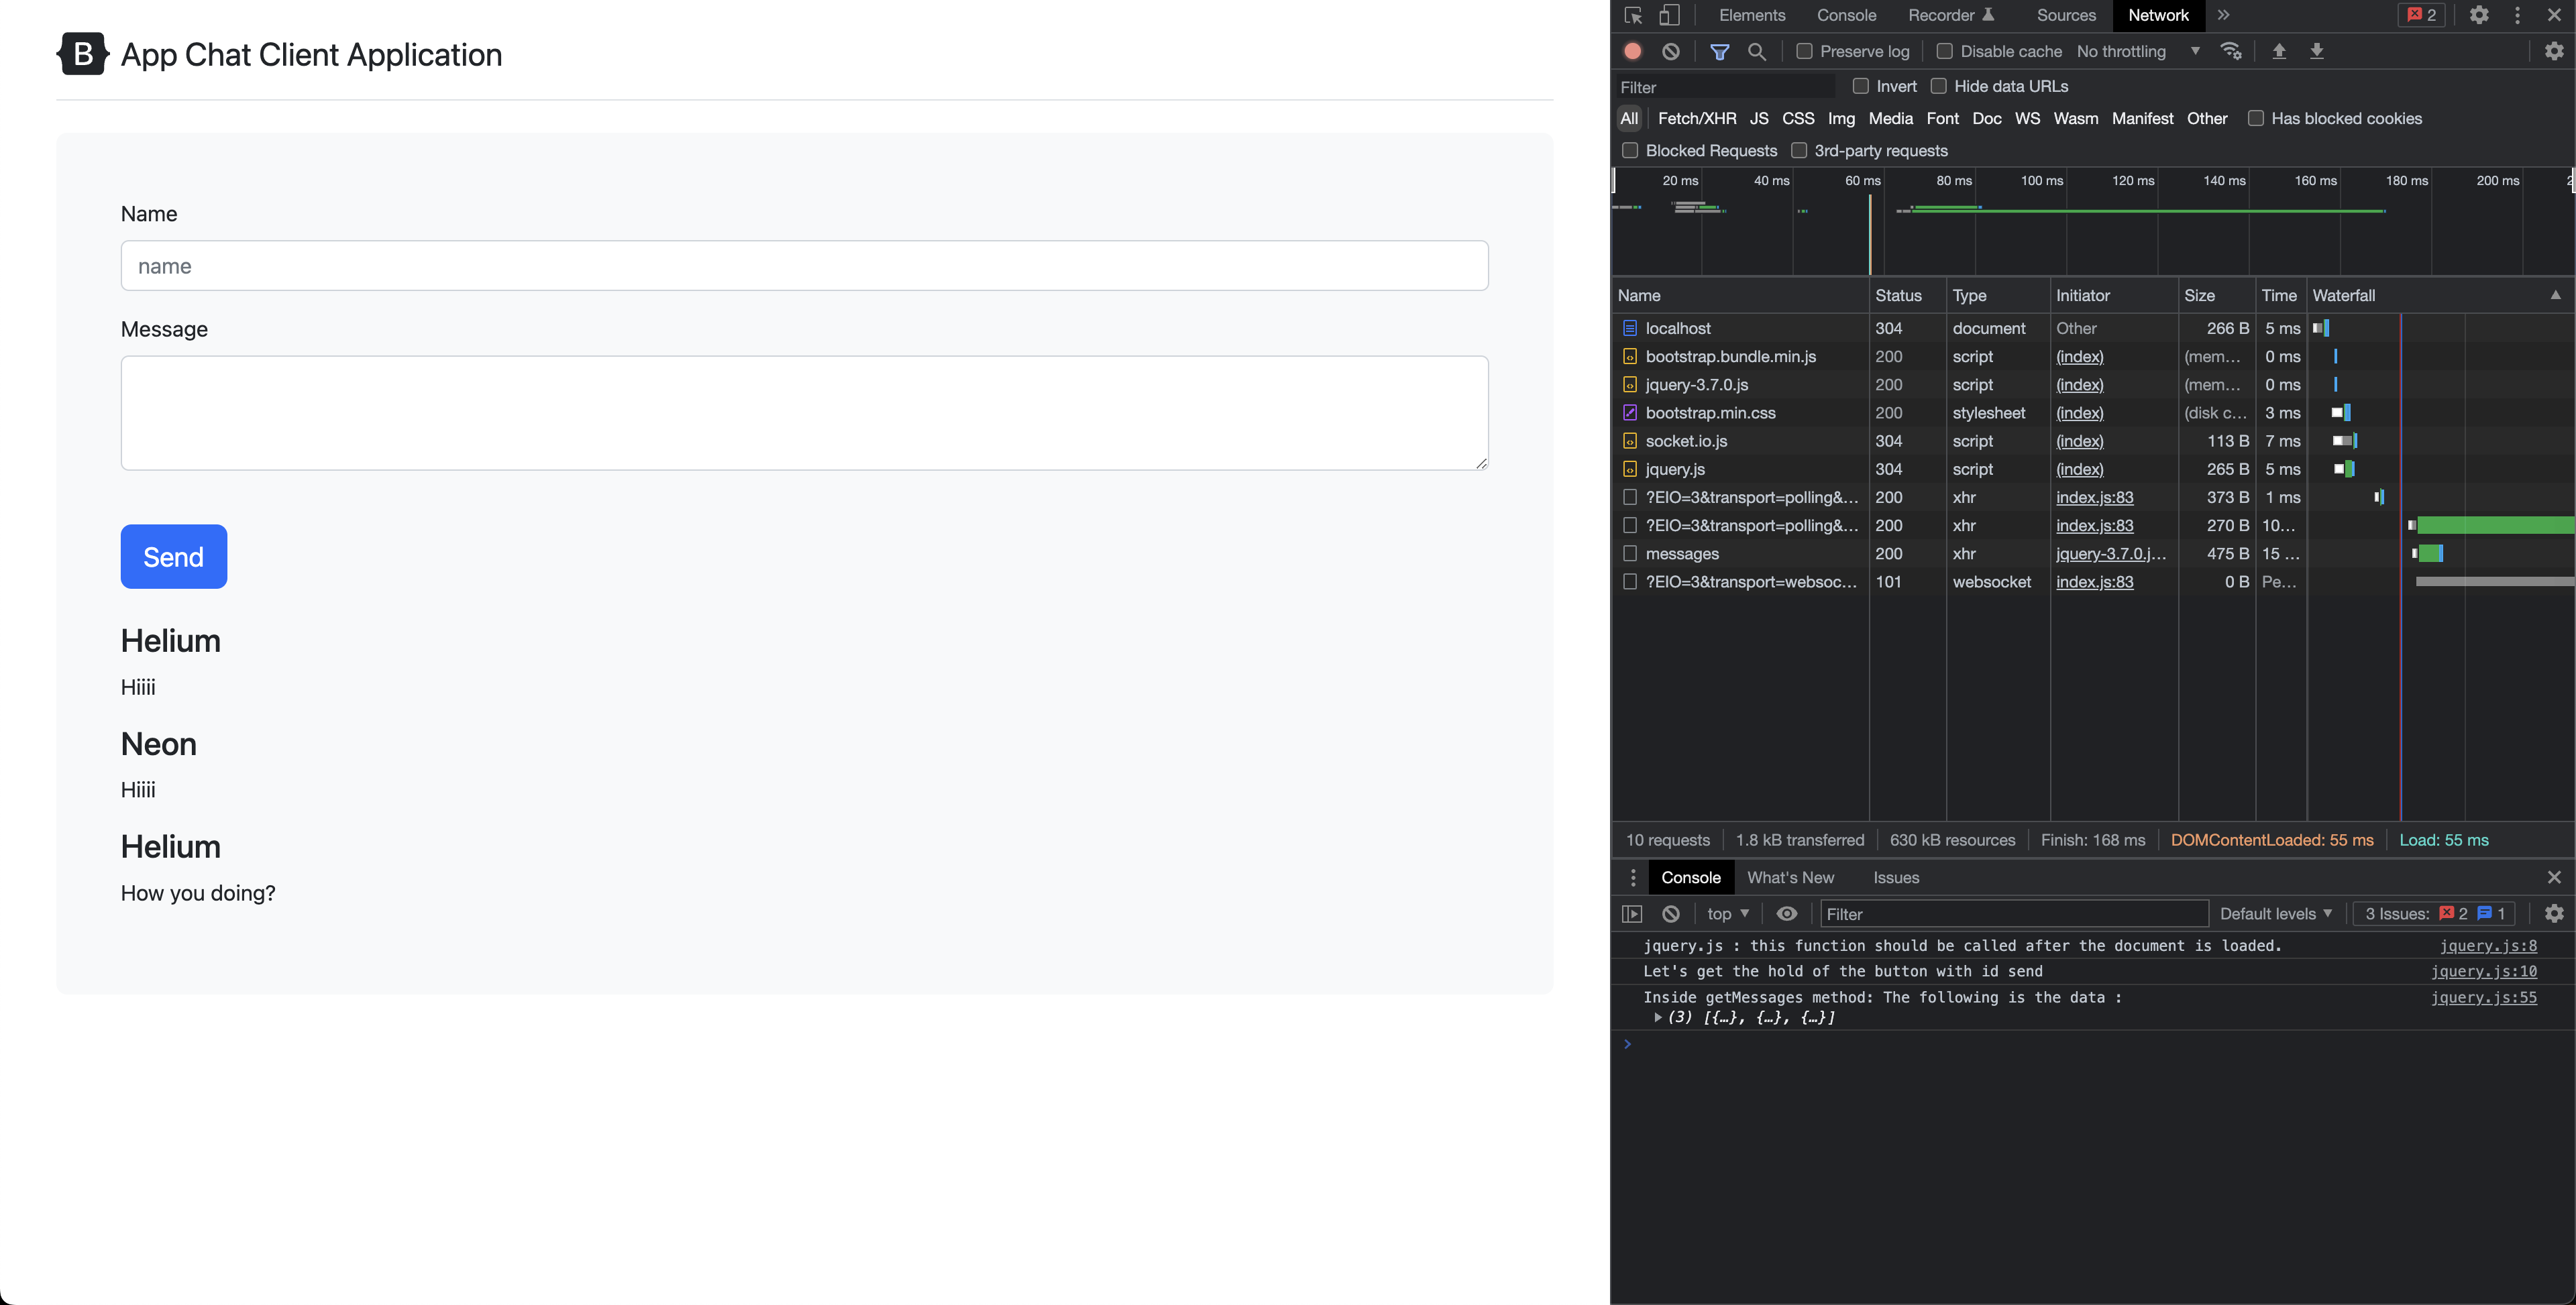 B App Chat Client Application
Name
name
Message
Send
Helium
Hiiii
Neon
Hiiii
Helium
How you doing?
Elements Console Recorder Sources Network 2
Preserve log Disable cache No throttling
Filter Invert Hide data URLs
All Fetch/XHR JS CSS Img Media Font Doc WS Wasm Manifest Other Has blocked cookies
Blocked Requests 3rd-party requests
20 ms 40 ms 60 ms 80 ms 100 ms 120 ms 140 ms 160 ms 180 ms 200 ms 2
Name Status Type Initiator Size Time Waterfall
localhost 304 document Other 266 B 5 ms
bootstrap.bundle.min.js 200 script (index) (mem... 0 ms
jquery-3.7.0.js 200 script (index) (mem... 0 ms
bootstrap.min.css 200 stylesheet (index) (disk c... 3 ms
socket.io.js 304 script (index) 113 B 7 ms
jquery.js 304 script (index) 265 B 5 ms
?EIO=3&transport=polling&... 200 xhr index.js:83 373 B 1 ms
?EIO=3&transport=polling&... 200 xhr index.js:83 270 B 10...
messages 200 xhr jquery-3.7.0.j... 475 B 15 ...
?EIO=3&transport=websoc... 101 websocket index.js:83 0 B Pe...
10 requests 1.8 kB transferred 630 kB resources Finish: 168 ms DOMContentLoaded: 55 ms Load: 55 ms
Console What's New Issues
top Filter Default levels 3 Issues: 2 1
jquery.js : this function should be called after the document is loaded. jquery.js:8
Let's get the hold of the button with id send jquery.js:10
Inside getMessages method: The following is the data : jquery.js:55
(3) [{…}, {…}, {…}]